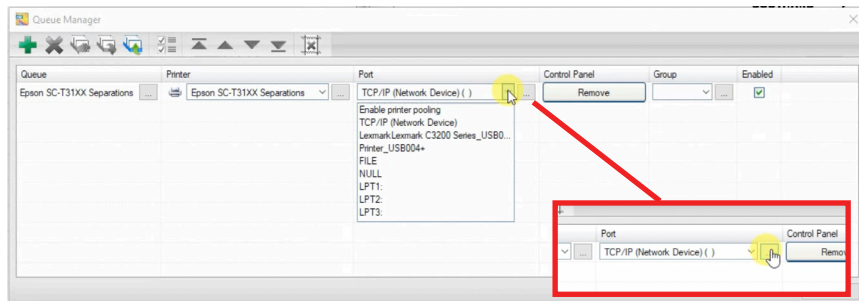 Queue Manager
Queue Printer Port Control Panel Group Enabled
Epson SC-T31XX Separations ... Epson SC-T31XX Separations ... TCP/IP (Network Device) ( ) ... Remove ...
Enable printer pooling
TCP/IP (Network Device)
LexmarkLexmark C3200 Series_USB0...
Printer_USB004+
FILE
NULL
LPT1:
LPT2:
LPT3:
Port Control Panel
... TCP/IP (Network Device) ( ) ... Remov